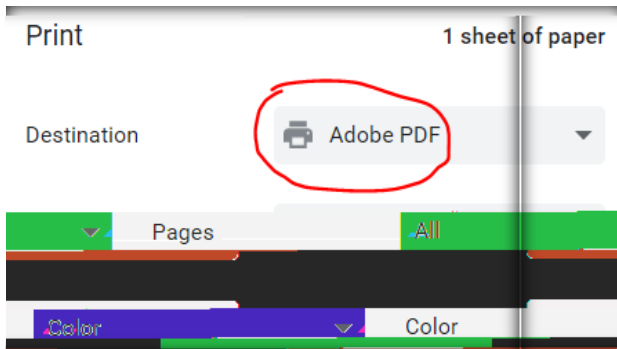 Print 1 sheet of paper
Destination Adobe PDF
Pages All
Color Color